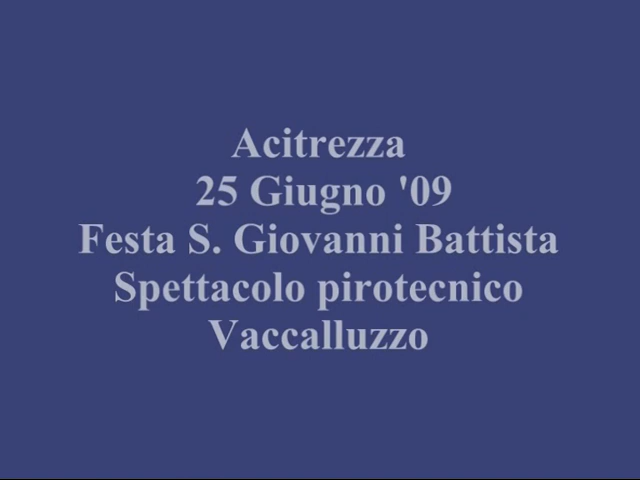 Acitrezza
25 Giugno '09
Festa S. Giovanni Battista
Spettacolo pirotecnico
Vaccalluzzo